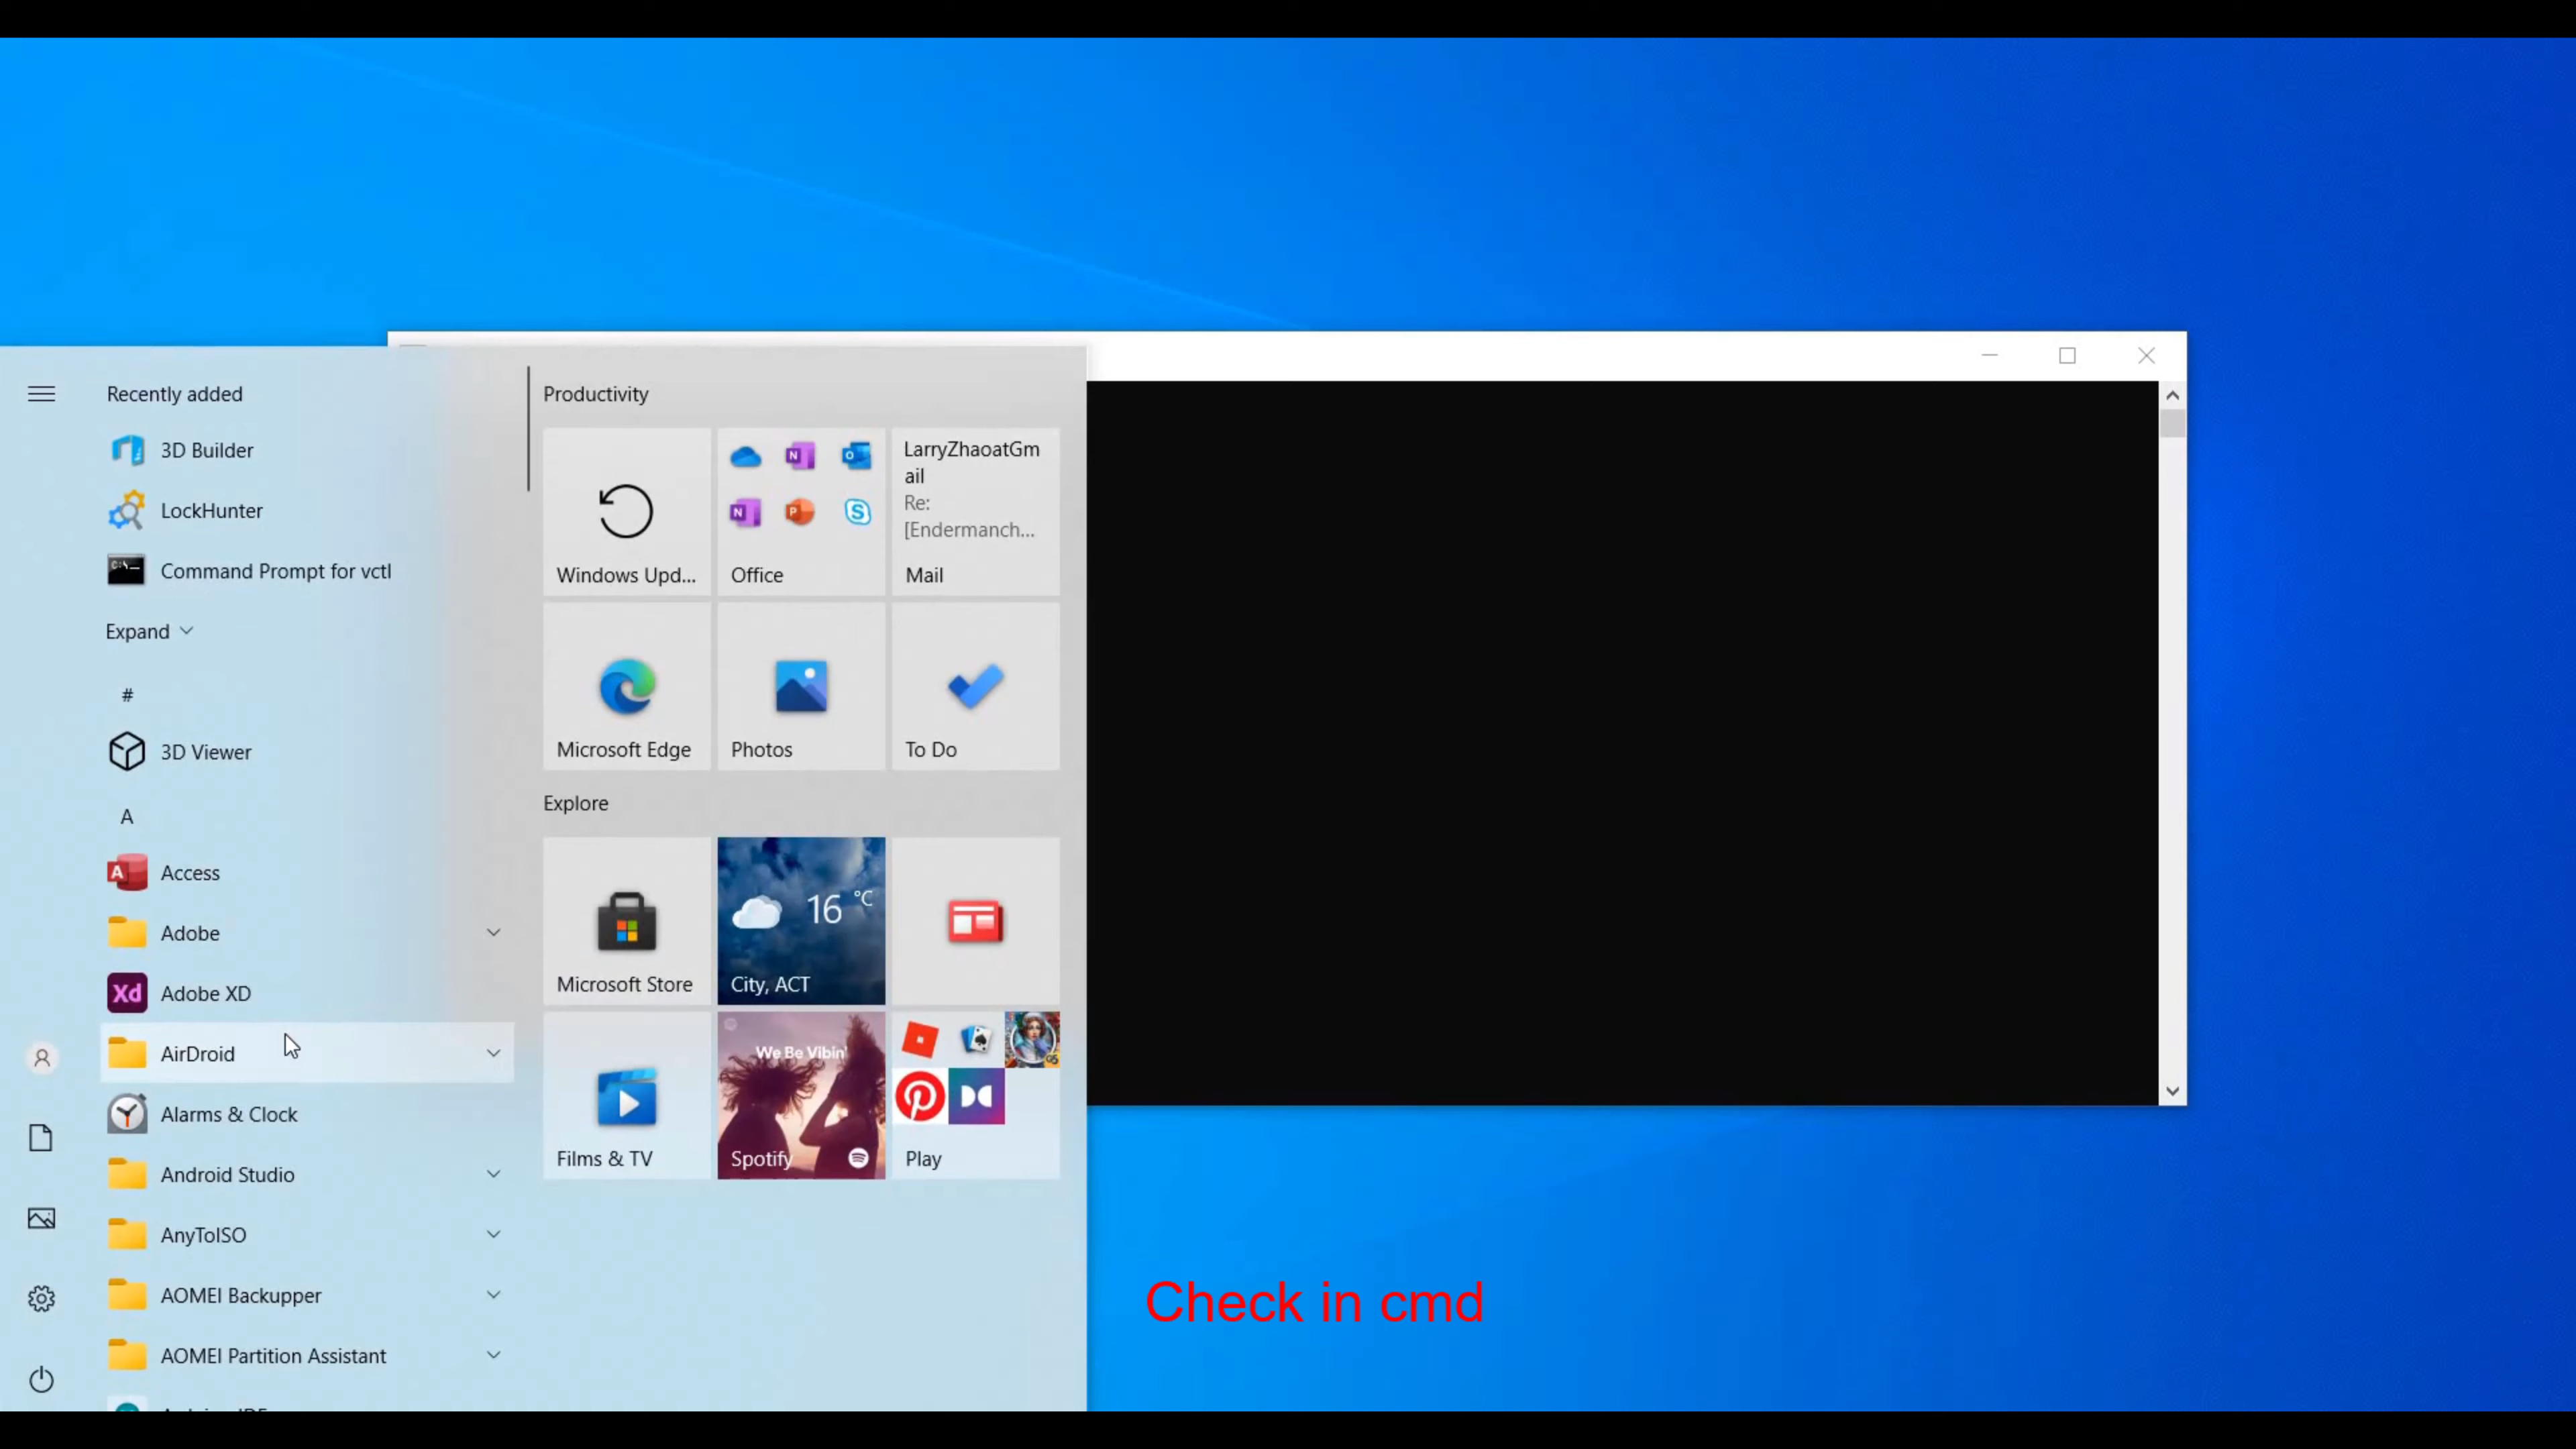 Recently added
3D Builder
LockHunter
Command Prompt for vctl
Expand
#
3D Viewer
A
Access
Adobe
Adobe XD
AirDroid
Alarms & Clock
Android Studio
AnyToISO
AOMEI Backupper
AOMEI Partition Assistant
Productivity
Windows Upd...
Office
LarryZhaoatGm
ail
Re:
[Endermanch...
Mail
Microsoft Edge
Photos
To Do
Explore
Microsoft Store
16 °C
City, ACT
Films & TV
We Be Vibin'
Spotify
Play
Check in cmd